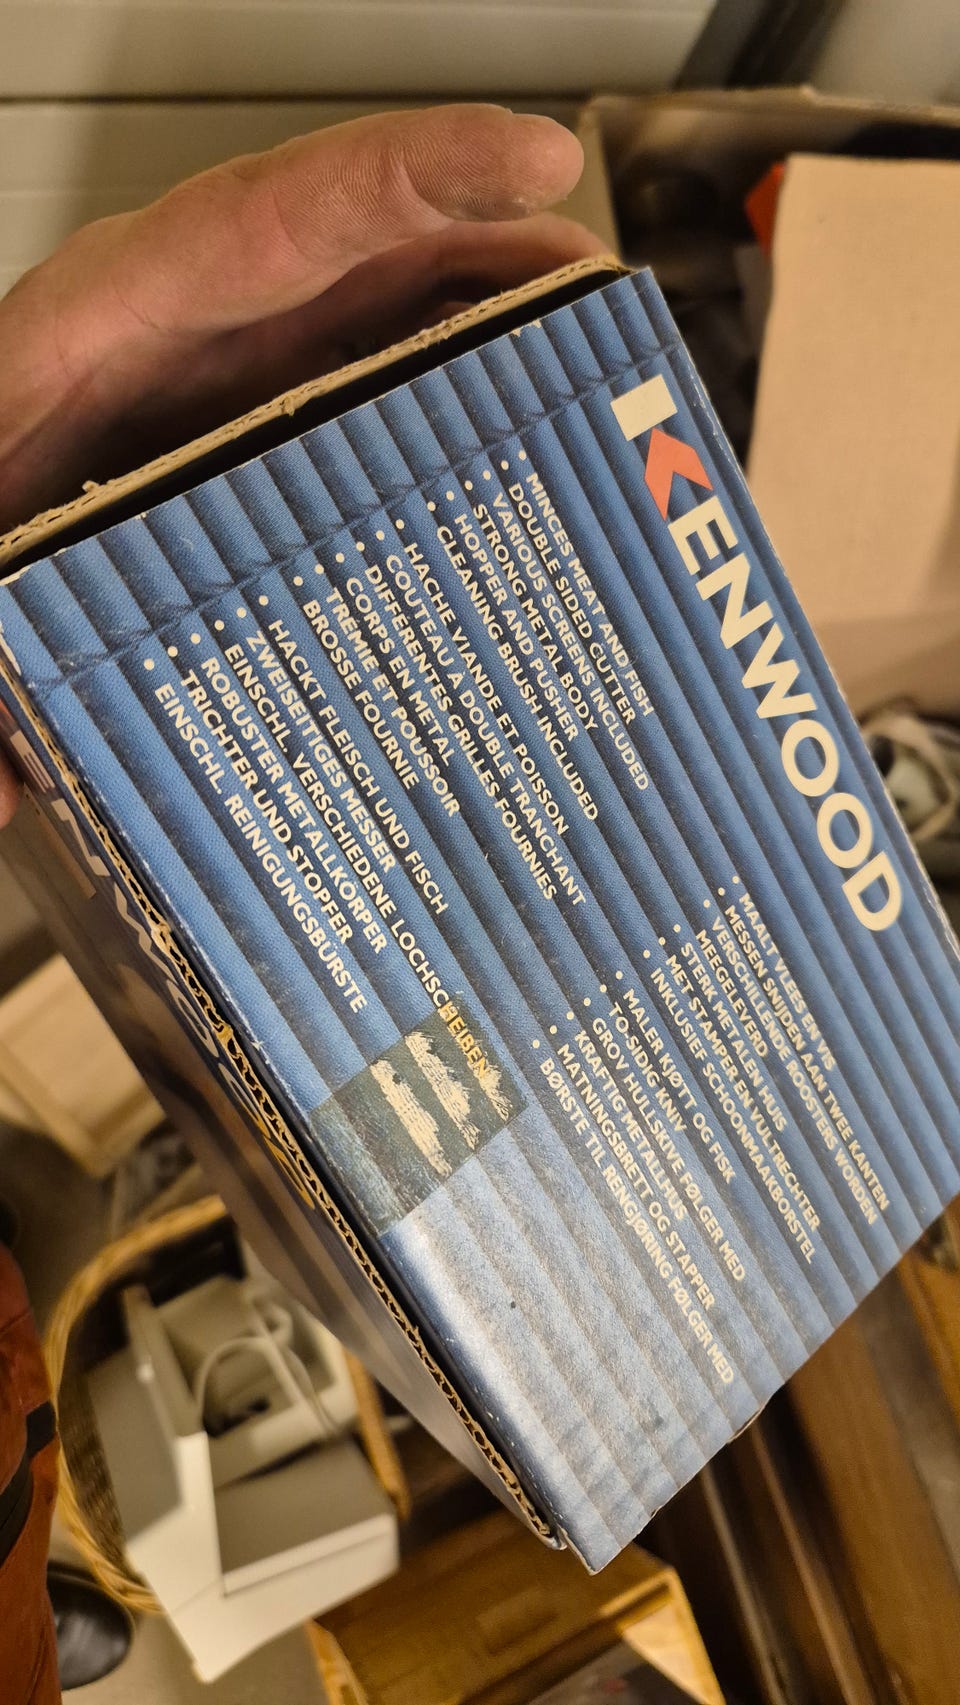 KENWOOD
• MINCES MEAT AND FISH
• DOUBLE SIDED CUTTER
• VARIOUS SCREENS INCLUDED
• STRONG METAL BODY
• HOPPER AND PUSHER
• CLEANING BRUSH INCLUDED
• HACHE VIANDE ET POISSON
• COUTEAU A DOUBLE TRANCHANT
• DIFFERENTES GRILLES FOURNIES
• CORPS EN METAL
• TREME ET POUSSOIR
• BROSSE FOURNIE
• HACKT FLEISCH UND FISCH
• ZWEISEITIGES MESSER
• EINSCHL. VERSCHIEDENE LOCHSCHEIBEN
• ROBUSTER METALLKÖRPER
• TRICHTER UND STOPFER
• EINSCHL. REINIGUNGSBÜRSTE
• MAALT VLEES EN VIS
• MESSEN SNIJDEN AAN TWEE KANTEN
• VERSCHILLENDE ROOSTERS WORDEN
MEEGELEVERD
• STERK METALEN HUIS
• MET STAMPER EN VULTRECHTER
• INKLUSIEF SCHOONMAAKBORSTEL
• MALER KJØTT OG FISK
• TO-SIDIG KNIV
• GROV HULLSKIVE FØLGER MED
• KRAFTIG METALLHUS
• MATNINGSBRETT OG STAPPER
• BØRSTE TIL RENGJØRING FØLGER MED